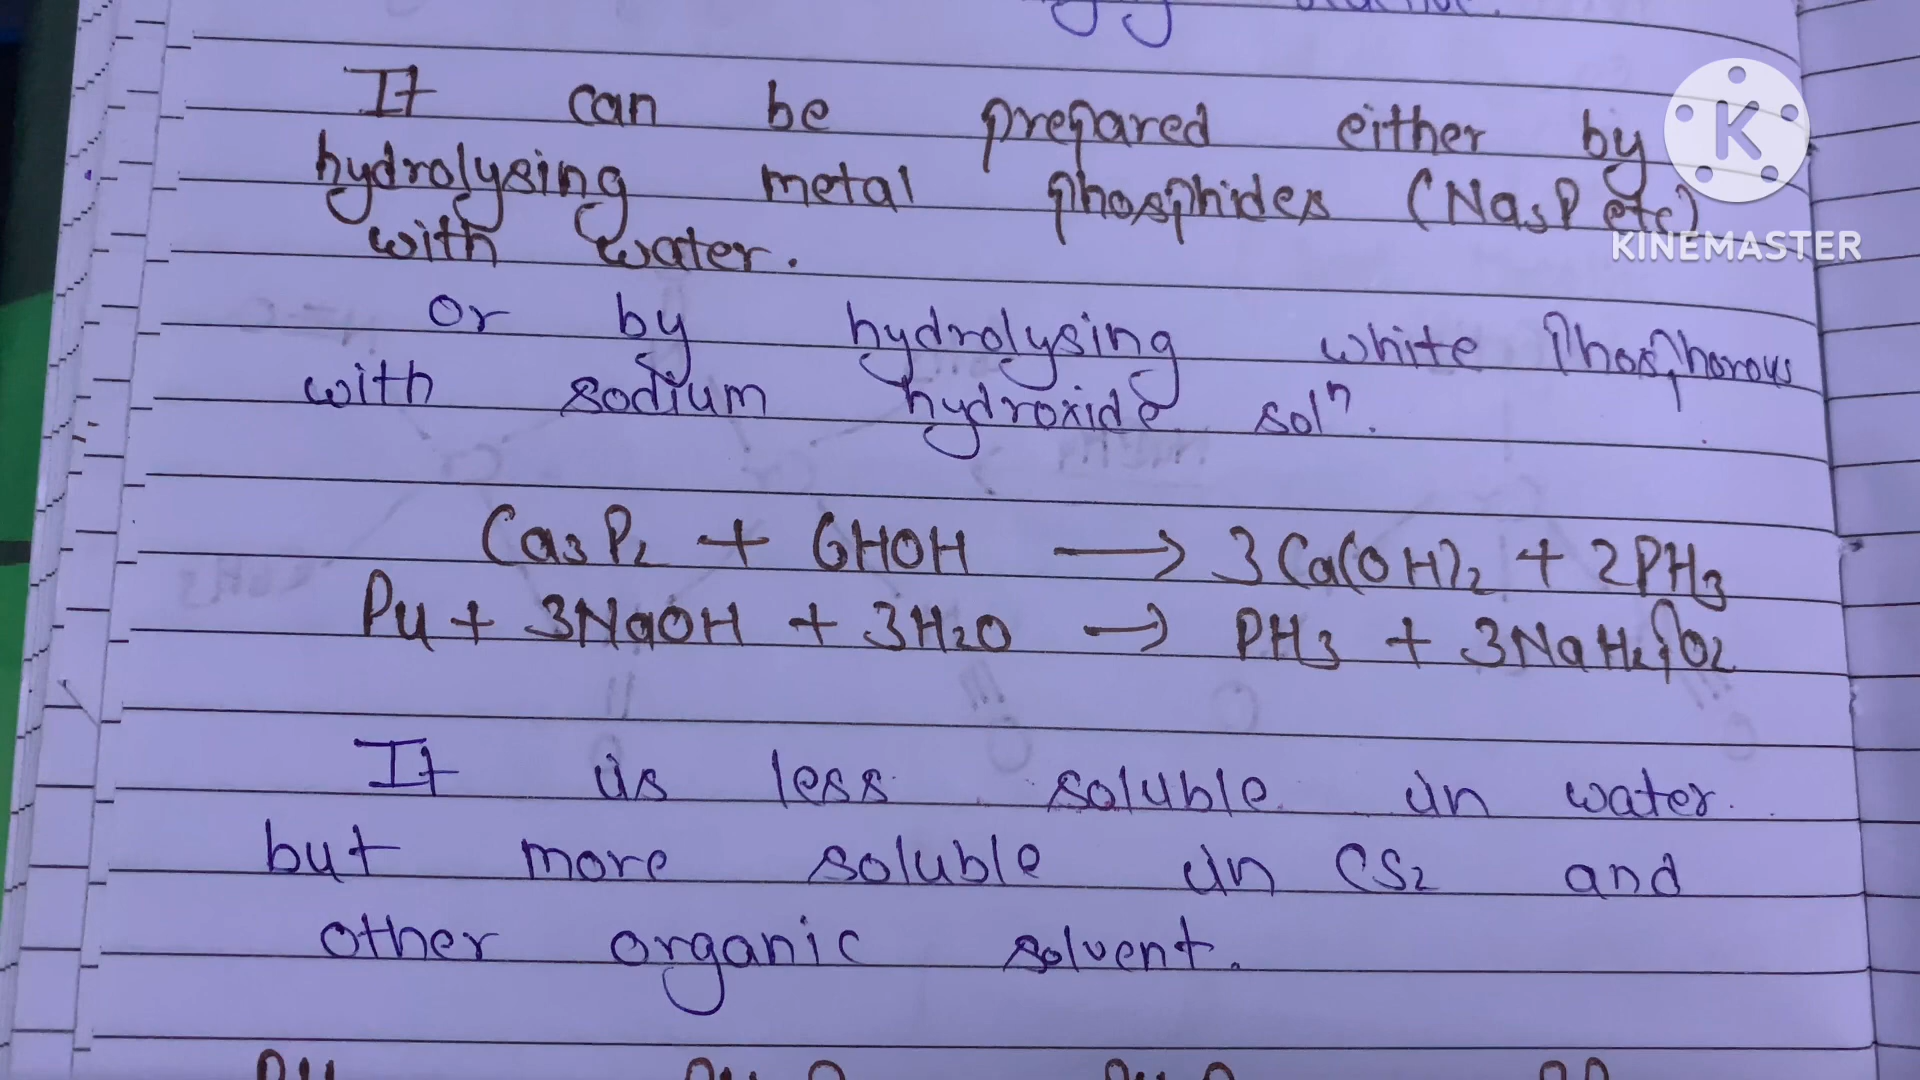 It can be prepared either by
hydrolysing metal phosphides (Na3P etc)
with water.
or by hydrolysing white Phosphorous
with sodium hydroxide solⁿ.
Ca3P2 + 6HOH → 3Ca(OH)2 + 2PH3
P4 + 3NaOH + 3H2O → PH3 + 3NaH2PO2
It is less soluble in water.
but more soluble in CS2 and
other organic solvent.
K
KINEMASTER